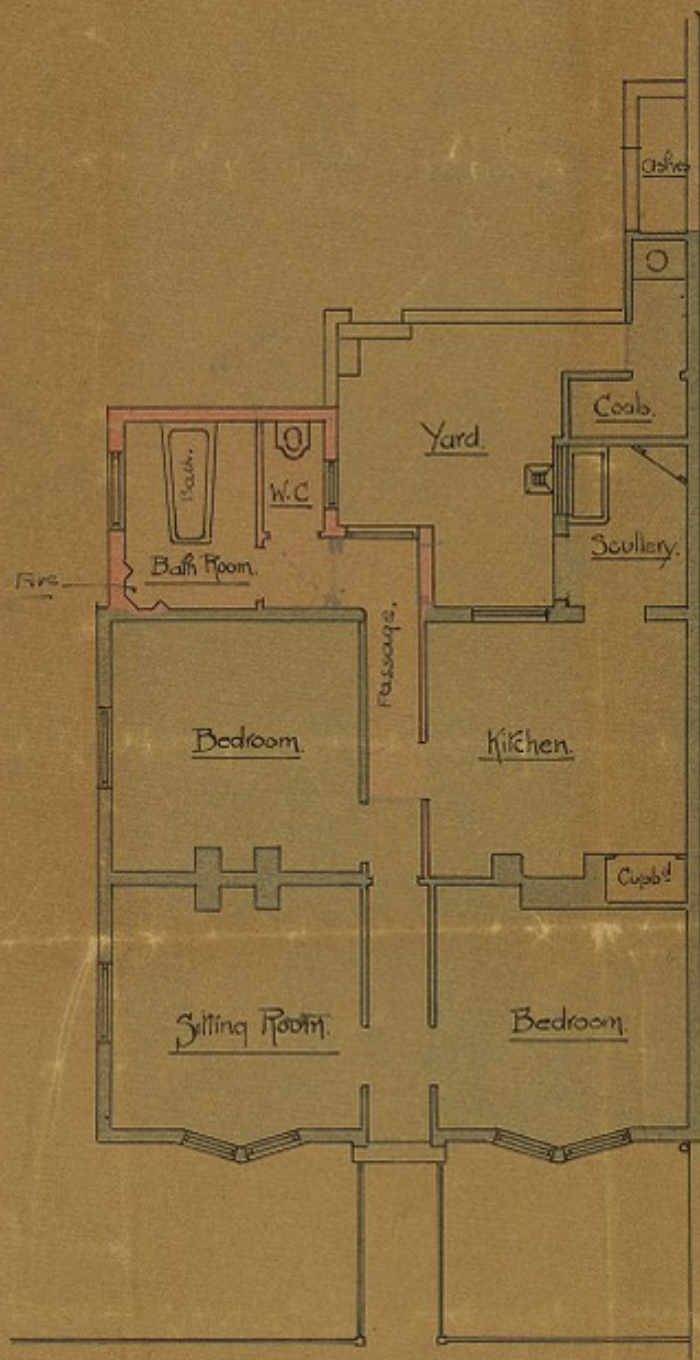 Ashes
Coals.
Yard.
Bath.
W.C
Scullery.
Bath Room.
Fire
Passage.
Bedroom.
Kitchen.
Cupbd
Sitting Room.
Bedroom.